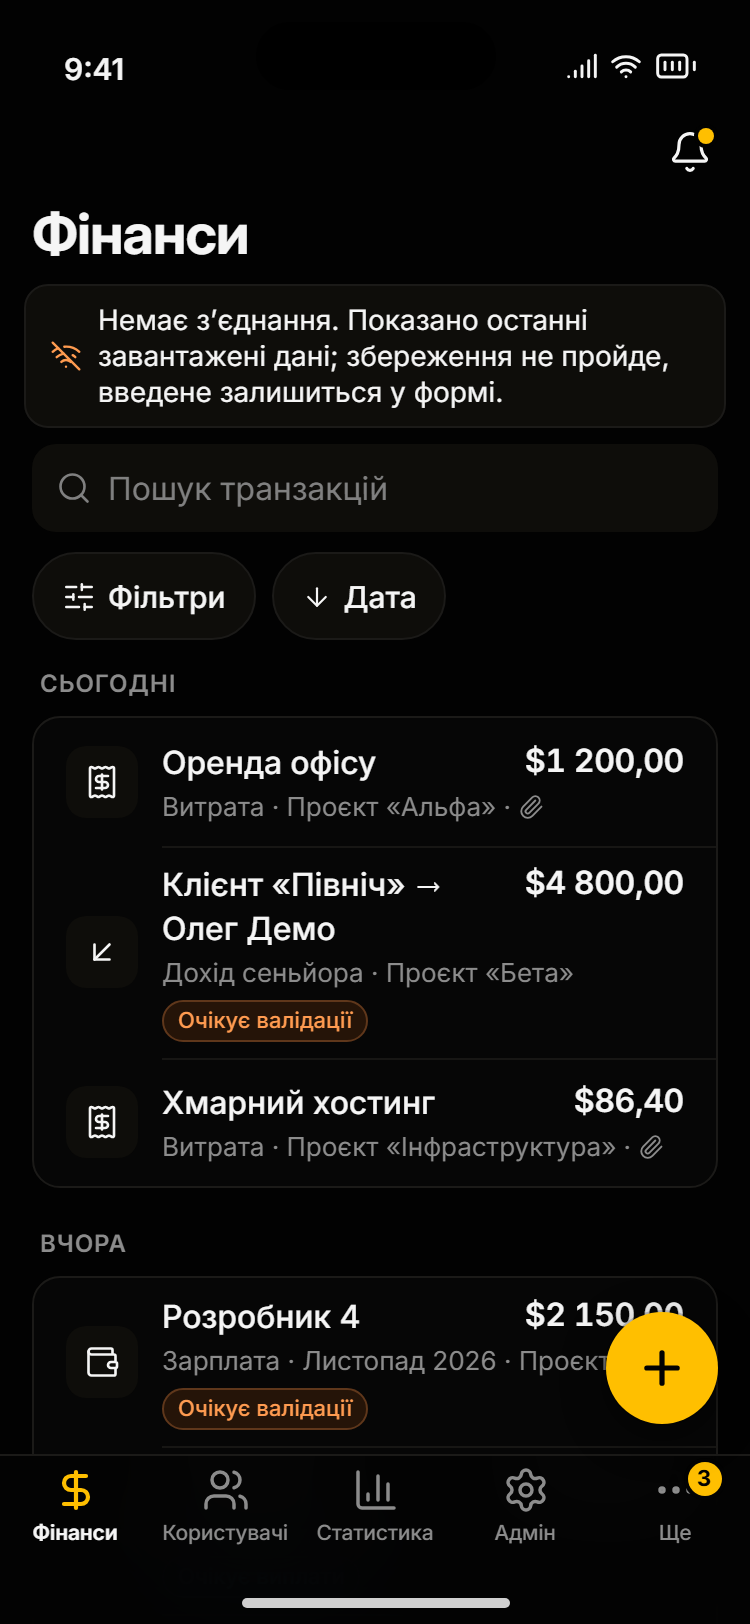 9:41
Фінанси
Немає з’єднання. Показано останні
завантажені дані; збереження не пройде,
введене залишиться у формі.
Пошук транзакцій
Фільтри
Дата
СЬОГОДНІ
Оренда офісу $1 200,00
Витрата · Проєкт «Альфа» ·
Клієнт «Північ» → $4 800,00
Олег Демо
Дохід сеньйора · Проєкт «Бета»
Очікує валідації
Хмарний хостинг $86,40
Витрата · Проєкт «Інфраструктура» ·
ВЧОРА
Розробник 4 $2 150,00
Зарплата · Листопад 2026 · Проєкт
Очікує валідації
3
Фінанси Користувачі Статистика Адмін Ще